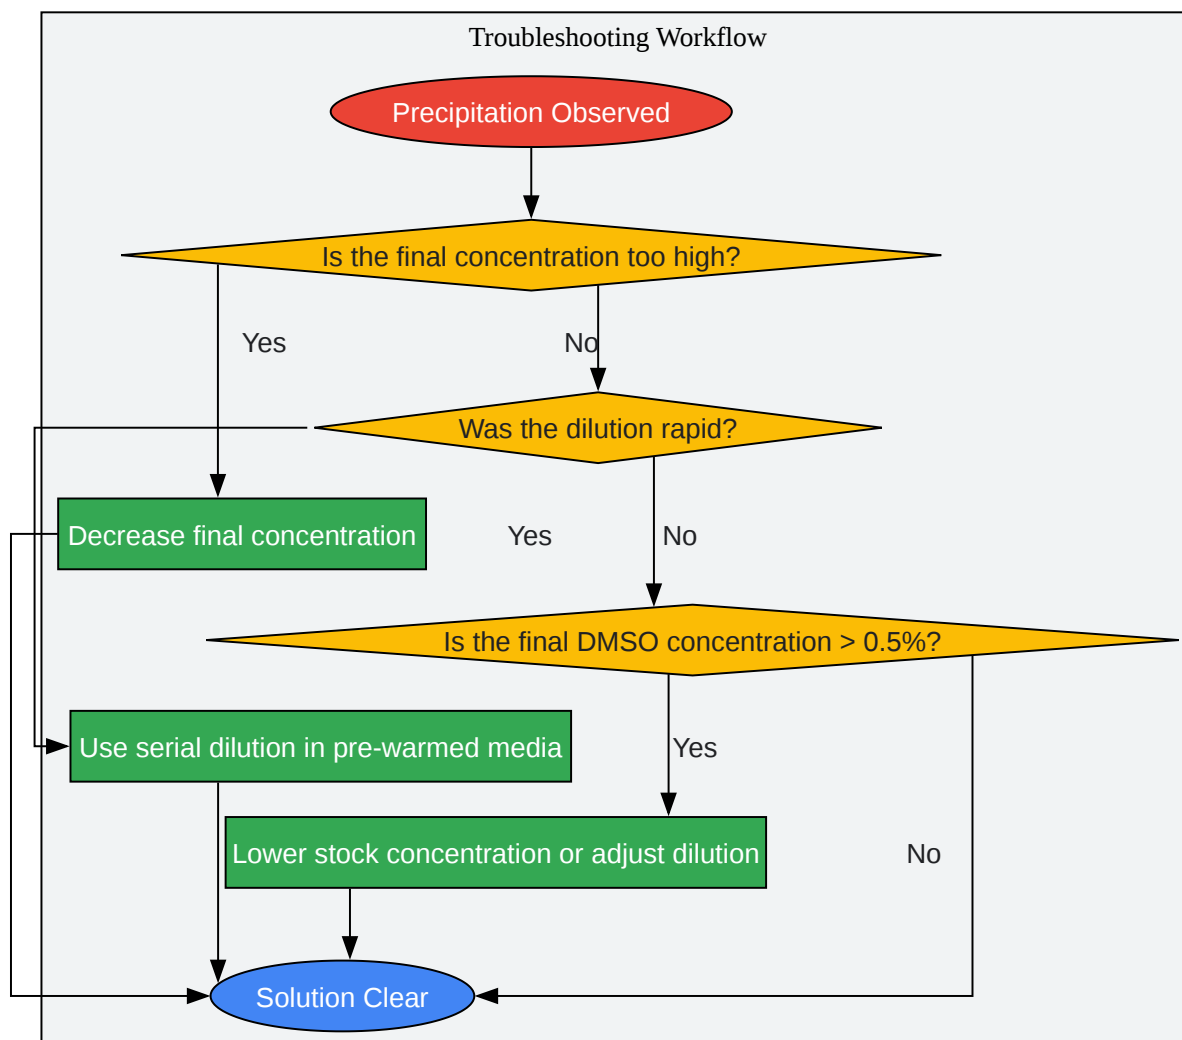 Troubleshooting Workflow
Precipitation Observed
Is the final concentration too high?
Yes
No
Was the dilution rapid?
Decrease final concentration
Yes
No
Is the final DMSO concentration > 0.5%?
Use serial dilution in pre-warmed media
Yes
Lower stock concentration or adjust dilution
No
Solution Clear